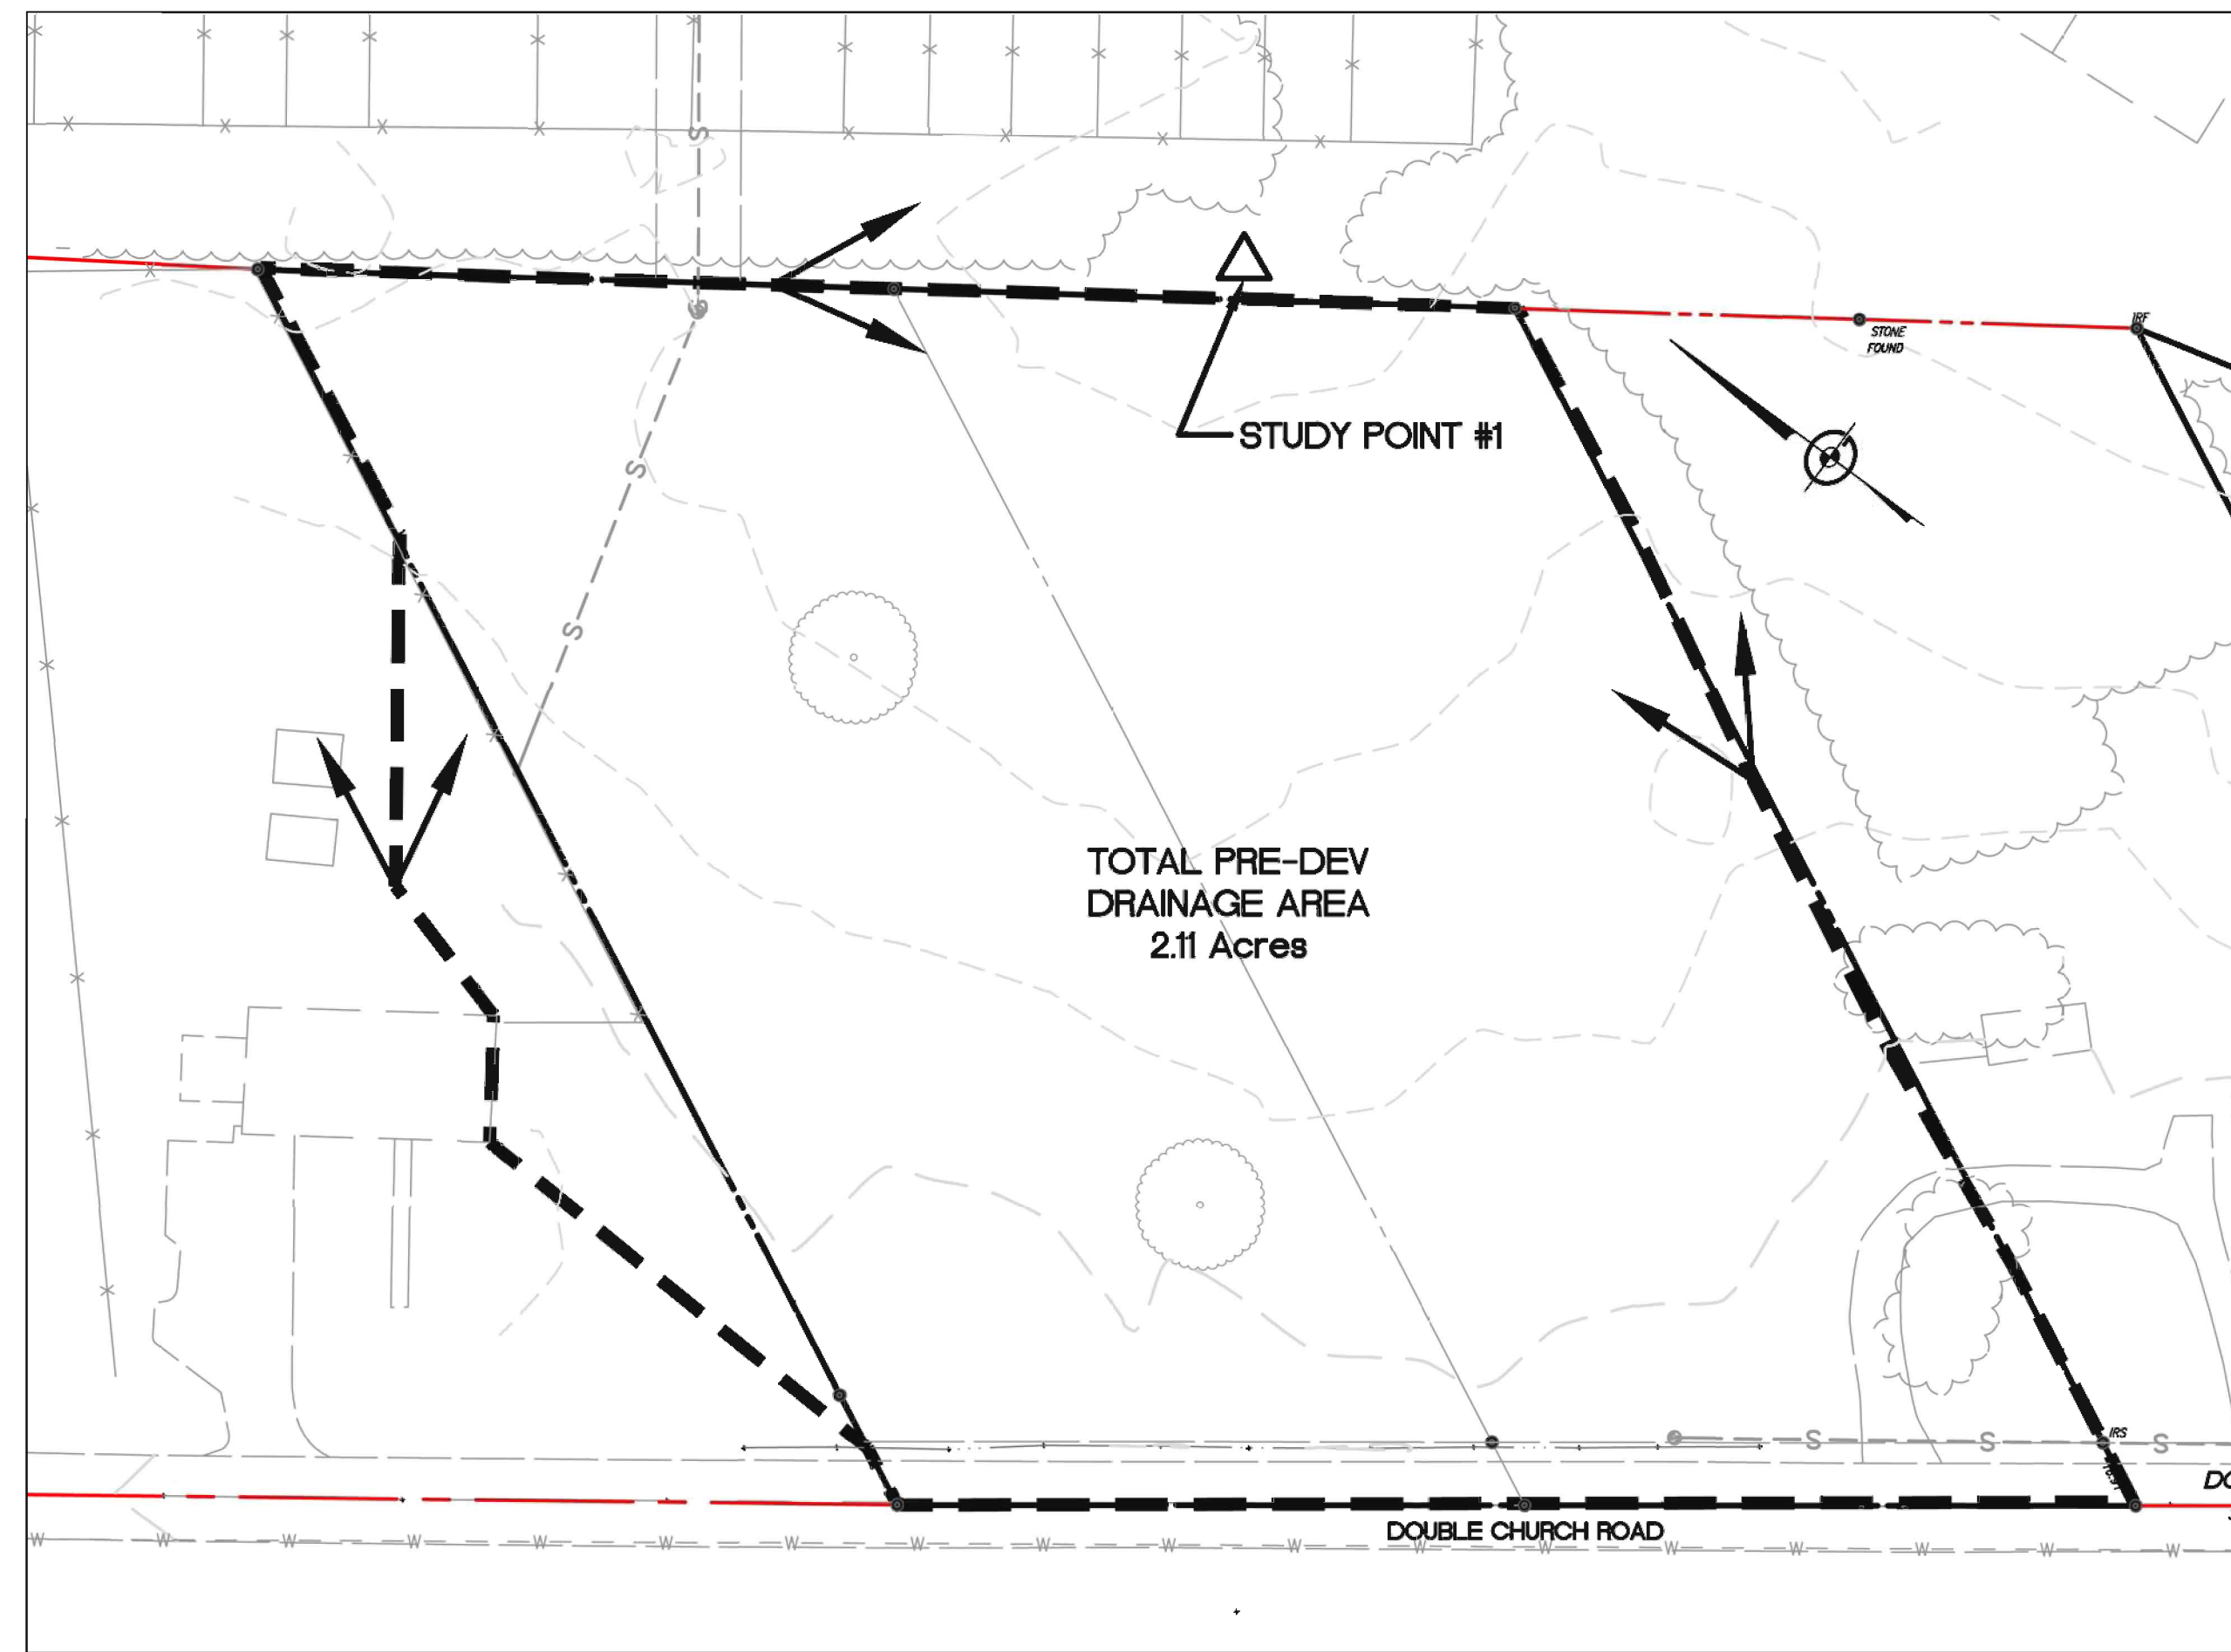 S
IRF
STONE
FOUND
STUDY POINT #1
S
S
TOTAL PRE-DEV
DRAINAGE AREA
2.11 Acres
IRS
S S S
DOUBLE CHURCH ROAD
W W W W W W W W W W W W W W W W W W